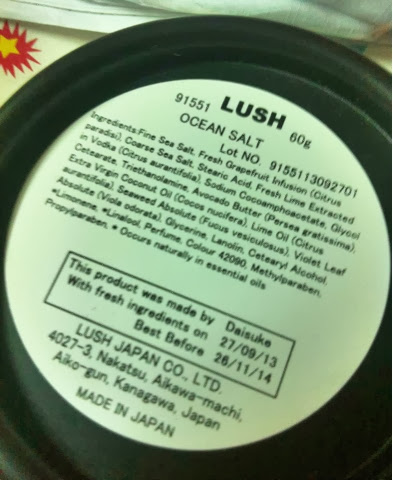 91551 LUSH 60g
OCEAN SALT
Lot NO. 9155113092701
Ingredients:Fine Sea Salt, Fresh Grapefruit Infusion (Citrus
paradisi), Coarse Sea Salt, Stearic Acid, Fresh Lime Extracted
in Vodka (Citrus aurantifolia), Sodium Cocoamphoacetate, Glycol
Cetearate, Triethanolamine, Avocado Butter (Persea gratissima),
Extra Virgin Coconut Oil (Cocos nucifera), Lime Oil (Citrus
aurantifolia), Seaweed Absolute (Fucus vesiculosus), Violet Leaf
Absolute (Viola odorata), Glycerine, Lanolin, Cetearyl Alcohol,
*Limonene, *Linalool, Perfume, Colour 42090, Methylparaben,
Propylparaben. * Occurs naturally in essential oils
This product was made by Daisuke
With fresh ingredients on 27/09/13
Best Before 26/11/14
LUSH JAPAN CO., LTD.
4027-3, Nakatsu, Aikawa-machi,
Aiko-gun, Kanagawa, Japan
MADE IN JAPAN